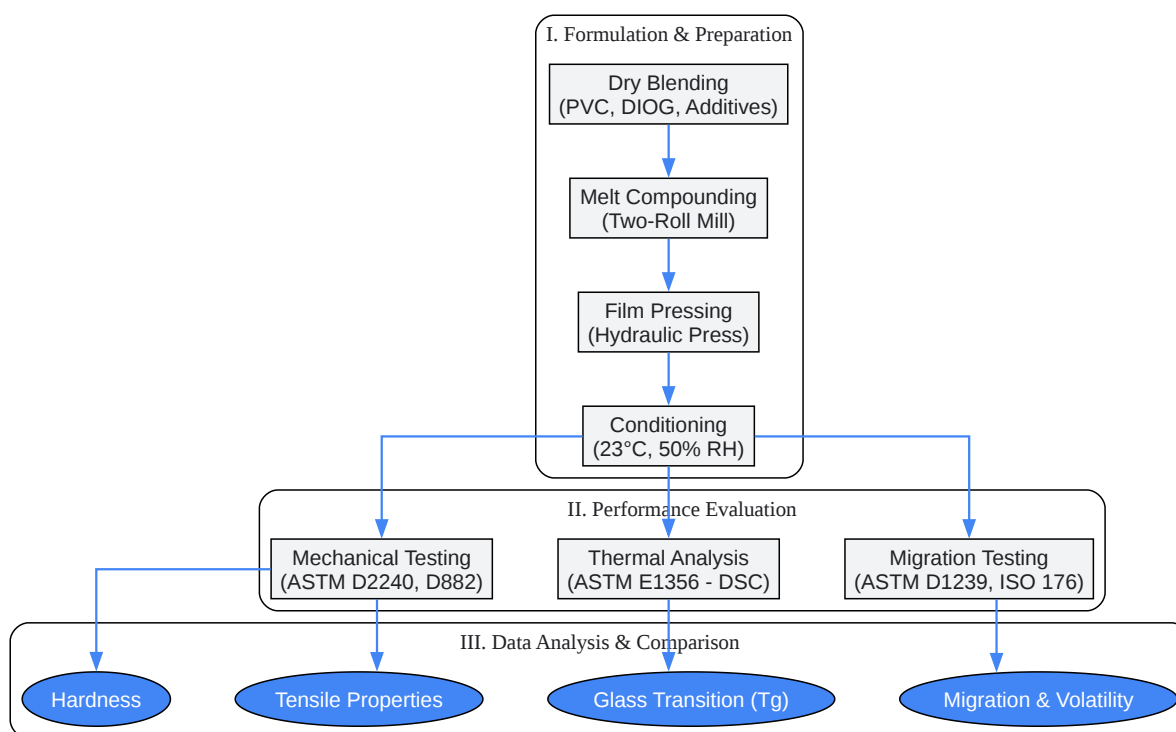 I. Formulation & Preparation
Dry Blending
(PVC, DIOG, Additives)
Melt Compounding
(Two-Roll Mill)
Film Pressing
(Hydraulic Press)
Conditioning
(23°C, 50% RH)
II. Performance Evaluation
Mechanical Testing
(ASTM D2240, D882)
Thermal Analysis
(ASTM E1356 - DSC)
Migration Testing
(ASTM D1239, ISO 176)
III. Data Analysis & Comparison
Hardness
Tensile Properties
Glass Transition (Tg)
Migration & Volatility